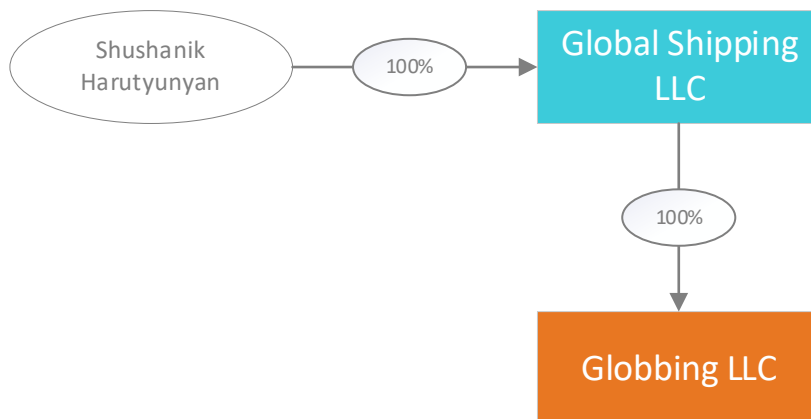 Shushanik
Harutyunyan
100%
Global Shipping
LLC
100%
Globbing LLC